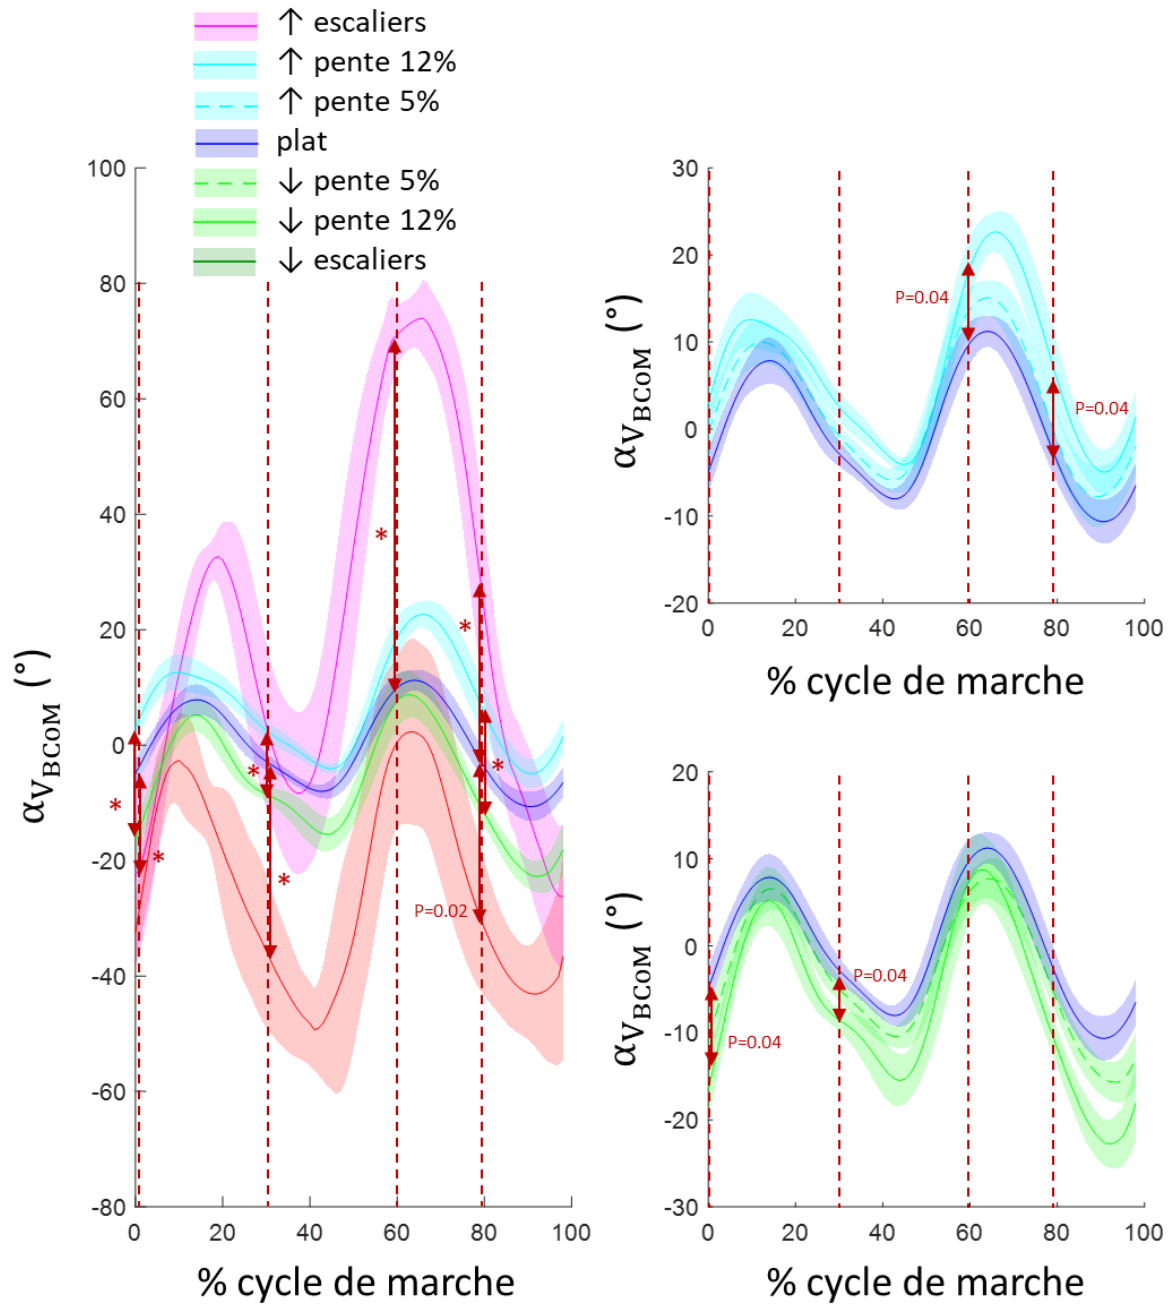 ↑ escaliers
↑ pente 12%
↑ pente 5%
plat
↓ pente 5%
↓ pente 12%
↓ escaliers
100
80
60
40
20
0
-20
-40
-60
-80
0 20 40 60 80 100
αVBCoM (°)
% cycle de marche
*
*
*
*
*
*
*
P=0.02
30
20
10
0
-10
-20
0 20 40 60 80 100
αVBCoM (°)
% cycle de marche
P=0.04
P=0.04
20
10
0
-10
-20
-30
0 20 40 60 80 100
αVBCoM (°)
% cycle de marche
P=0.04
P=0.04